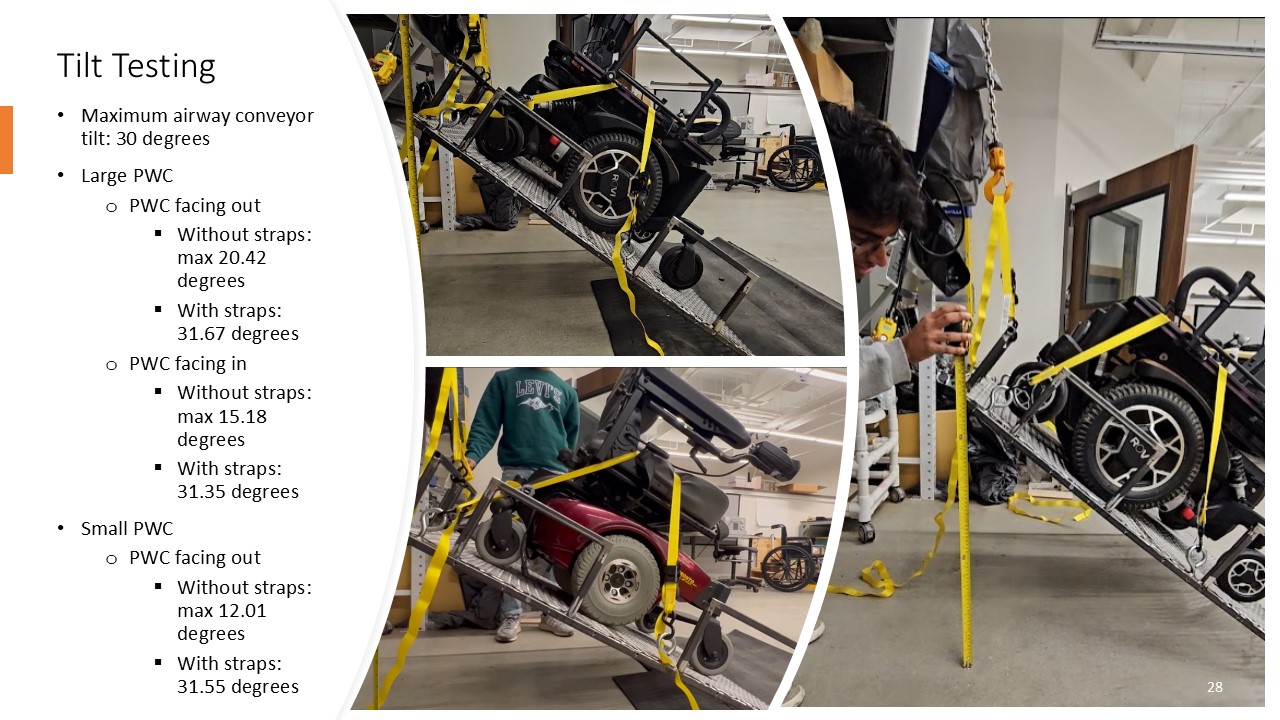 Tilt Testing
• Maximum airway conveyor
tilt: 30 degrees
• Large PWC
o PWC facing out
▪ Without straps:
max 20.42
degrees
▪ With straps:
31.67 degrees
o PWC facing in
▪ Without straps:
max 15.18
degrees
▪ With straps:
31.35 degrees
• Small PWC
o PWC facing out
▪ Without straps:
max 12.01
degrees
▪ With straps:
31.55 degrees
LEVI'S
ROVI
28